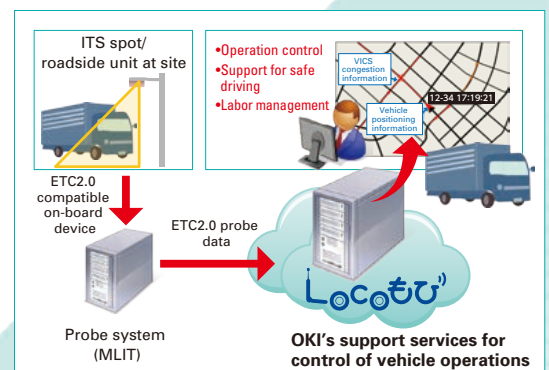 ITS spot/
roadside unit at site
•Operation control
•Support for safe
driving
•Labor management
VICS
congestion
information
12-34 17:19:21
Vehicle
positioning
information
ETC2.0
compatible
on-board
device
ETC2.0 probe
data
Probe system
(MLIT)
Locoもび
OKI's support services for
control of vehicle operations